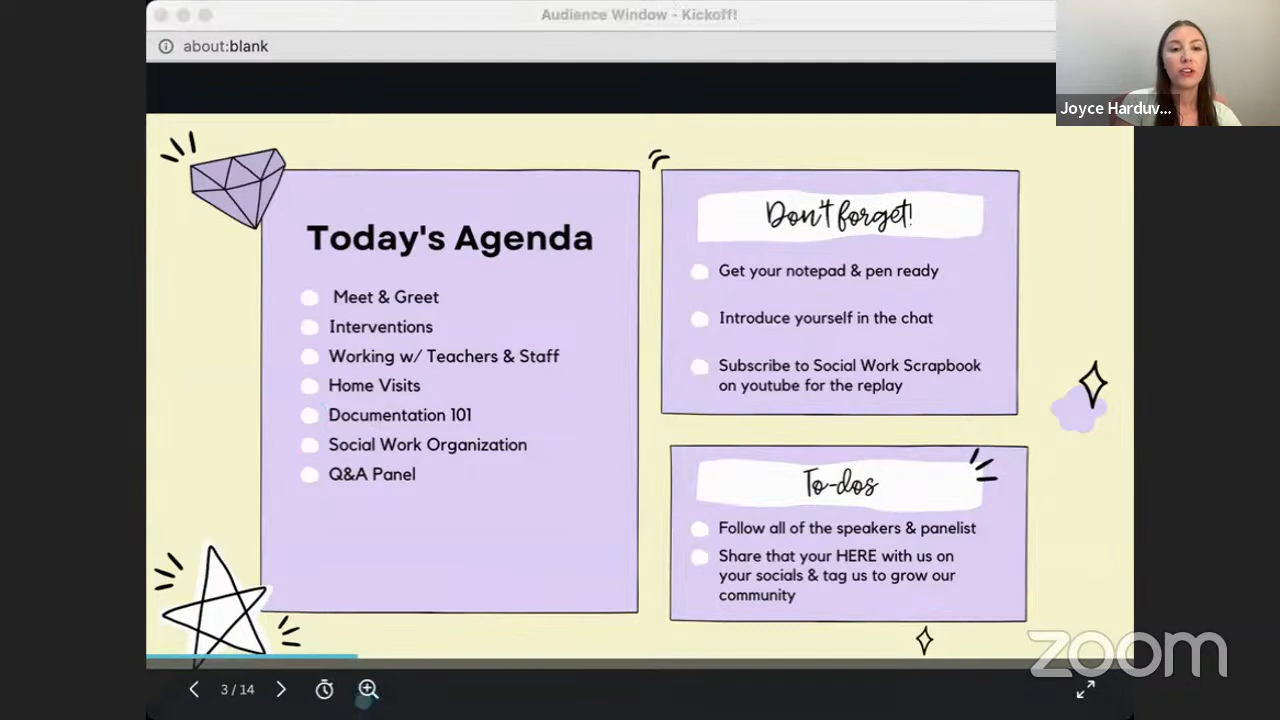 Audience Window - Kickoff!
about:blank
Joyce Harduv...
Today's Agenda
Meet & Greet
Interventions
Working w/ Teachers & Staff
Home Visits
Documentation 101
Social Work Organization
Q&A Panel
Don't forget!
Get your notepad & pen ready
Introduce yourself in the chat
Subscribe to Social Work Scrapbook
on youtube for the replay
To-dos
Follow all of the speakers & panelist
Share that your HERE with us on
your socials & tag us to grow our
community
zoom
3 / 14